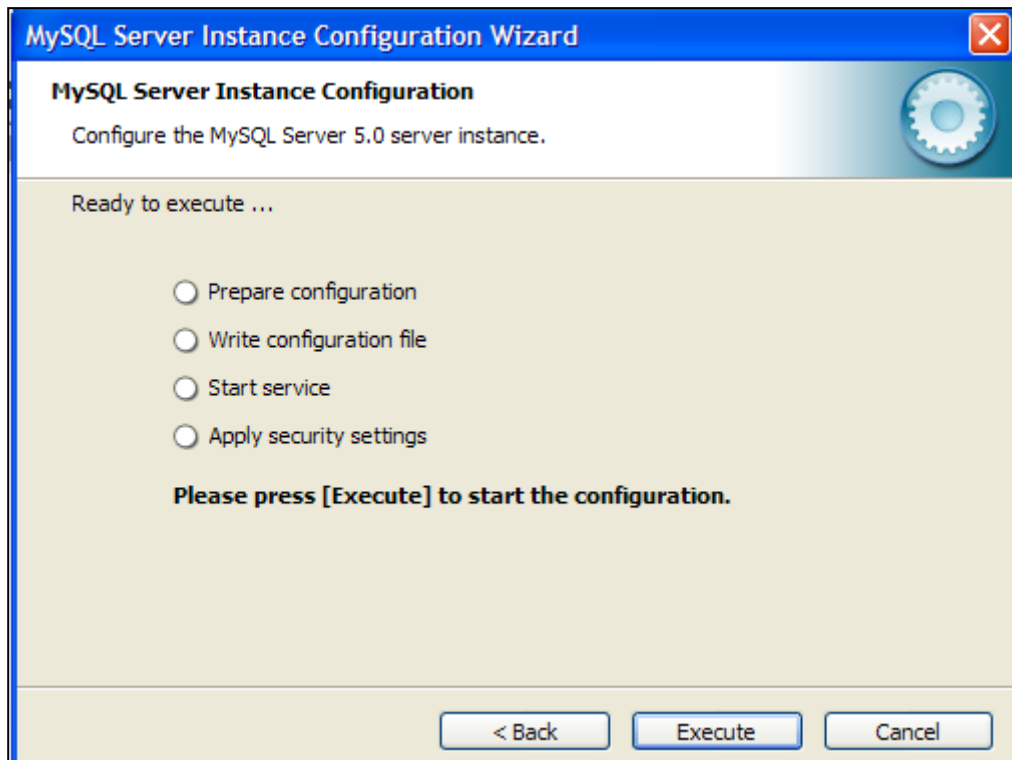 MySQL Server Instance Configuration Wizard
MySQL Server Instance Configuration
Configure the MySQL Server 5.0 server instance.
Ready to execute ...
Prepare configuration
Write configuration file
Start service
Apply security settings
Please press [Execute] to start the configuration.
< Back Execute Cancel